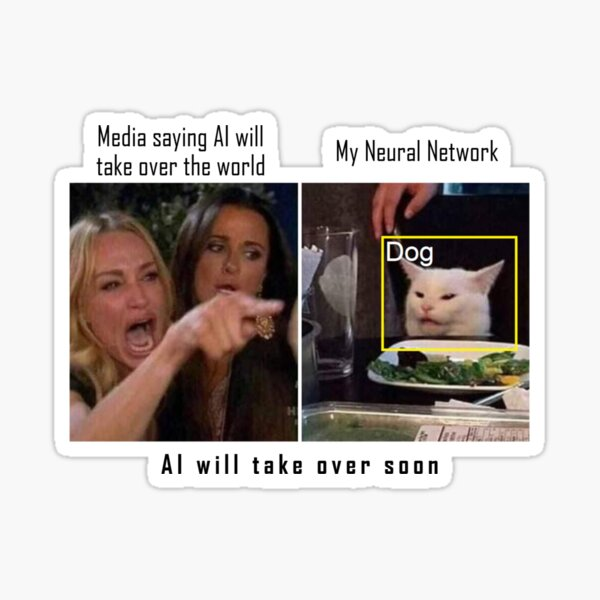 Media saying AI will
take over the world
My Neural Network
Dog
AI will take over soon